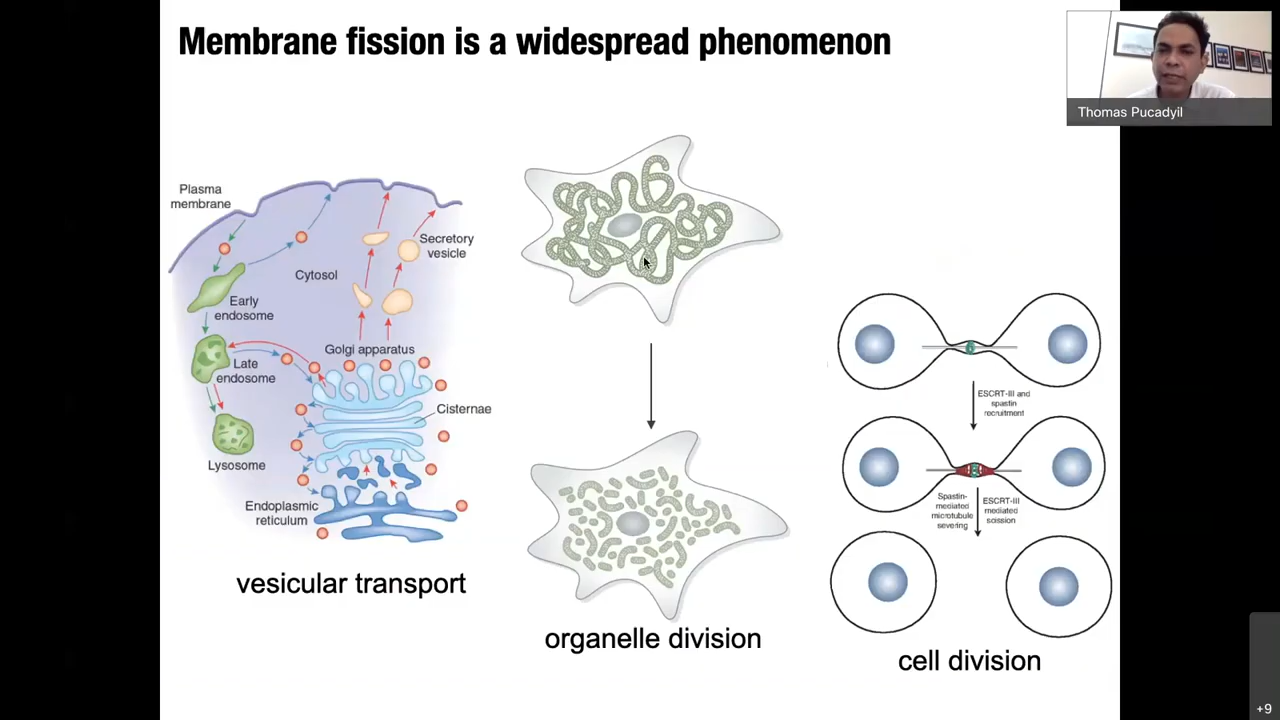 Membrane fission is a widespread phenomenon
Thomas Pucadyil
Plasma
membrane
Secretory
vesicle
Cytosol
Early
endosome
Golgi apparatus
Late
endosome
Cisternae
Lysosome
Endoplasmic
reticulum
vesicular transport
organelle division
ESCRT-III and
spastin
recruitment
Spastin-
mediated
microtubule
severing
ESCRT-III
mediated
scission
cell division
+9